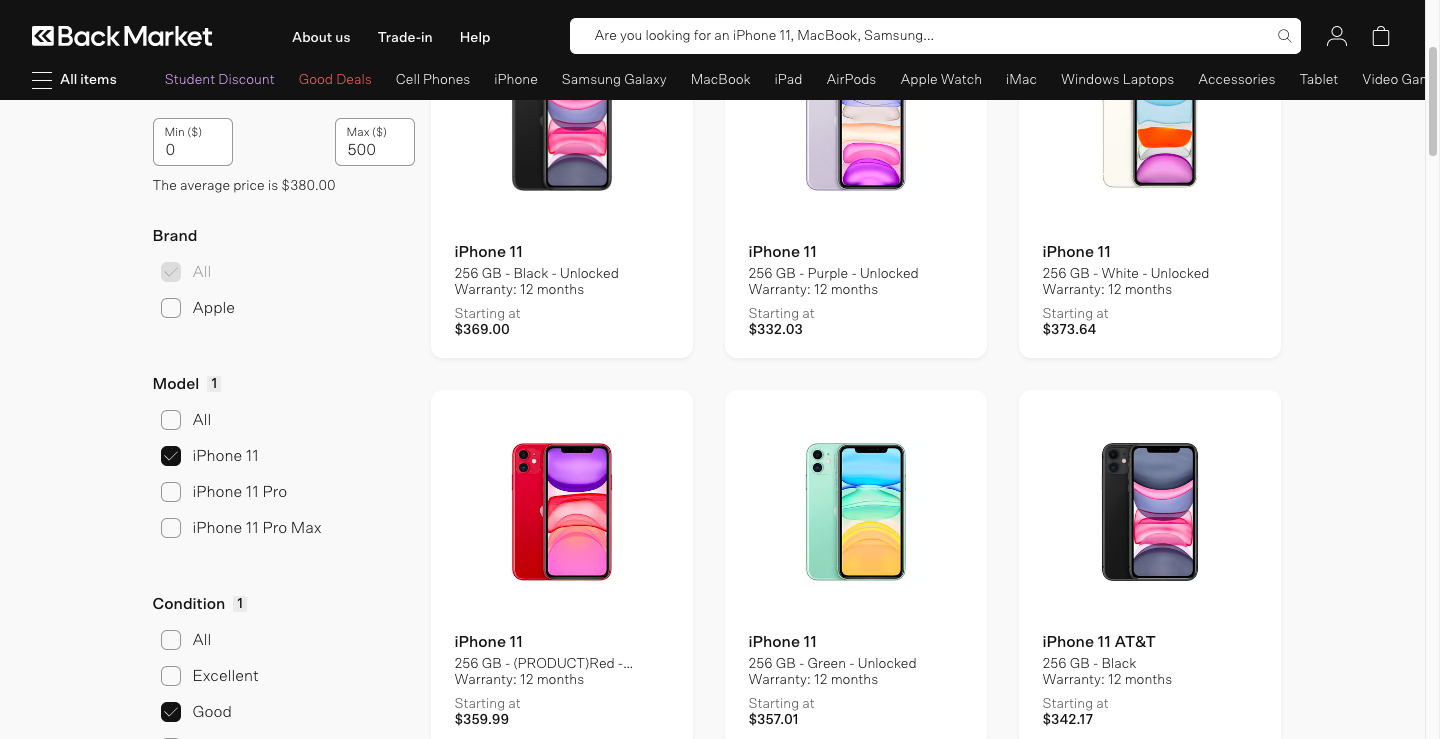 BackMarket
About us
Trade-in
Help
Are you looking for an iPhone 11, MacBook, Samsung...
All items
Student Discount
Good Deals
Cell Phones
iPhone
Samsung Galaxy
MacBook
iPad
AirPods
Apple Watch
iMac
Windows Laptops
Accessories
Tablet
Video Gam
Min ($)
0
Max ($)
500
The average price is $380.00
Brand
All
Apple
Model 1
All
iPhone 11
iPhone 11 Pro
iPhone 11 Pro Max
Condition 1
All
Excellent
Good
iPhone 11
256 GB - Black - Unlocked
Warranty: 12 months
Starting at
$369.00
iPhone 11
256 GB - Purple - Unlocked
Warranty: 12 months
Starting at
$332.03
iPhone 11
256 GB - White - Unlocked
Warranty: 12 months
Starting at
$373.64
iPhone 11
256 GB - (PRODUCT)Red -...
Warranty: 12 months
Starting at
$359.99
iPhone 11
256 GB - Green - Unlocked
Warranty: 12 months
Starting at
$357.01
iPhone 11 AT&T
256 GB - Black
Warranty: 12 months
Starting at
$342.17